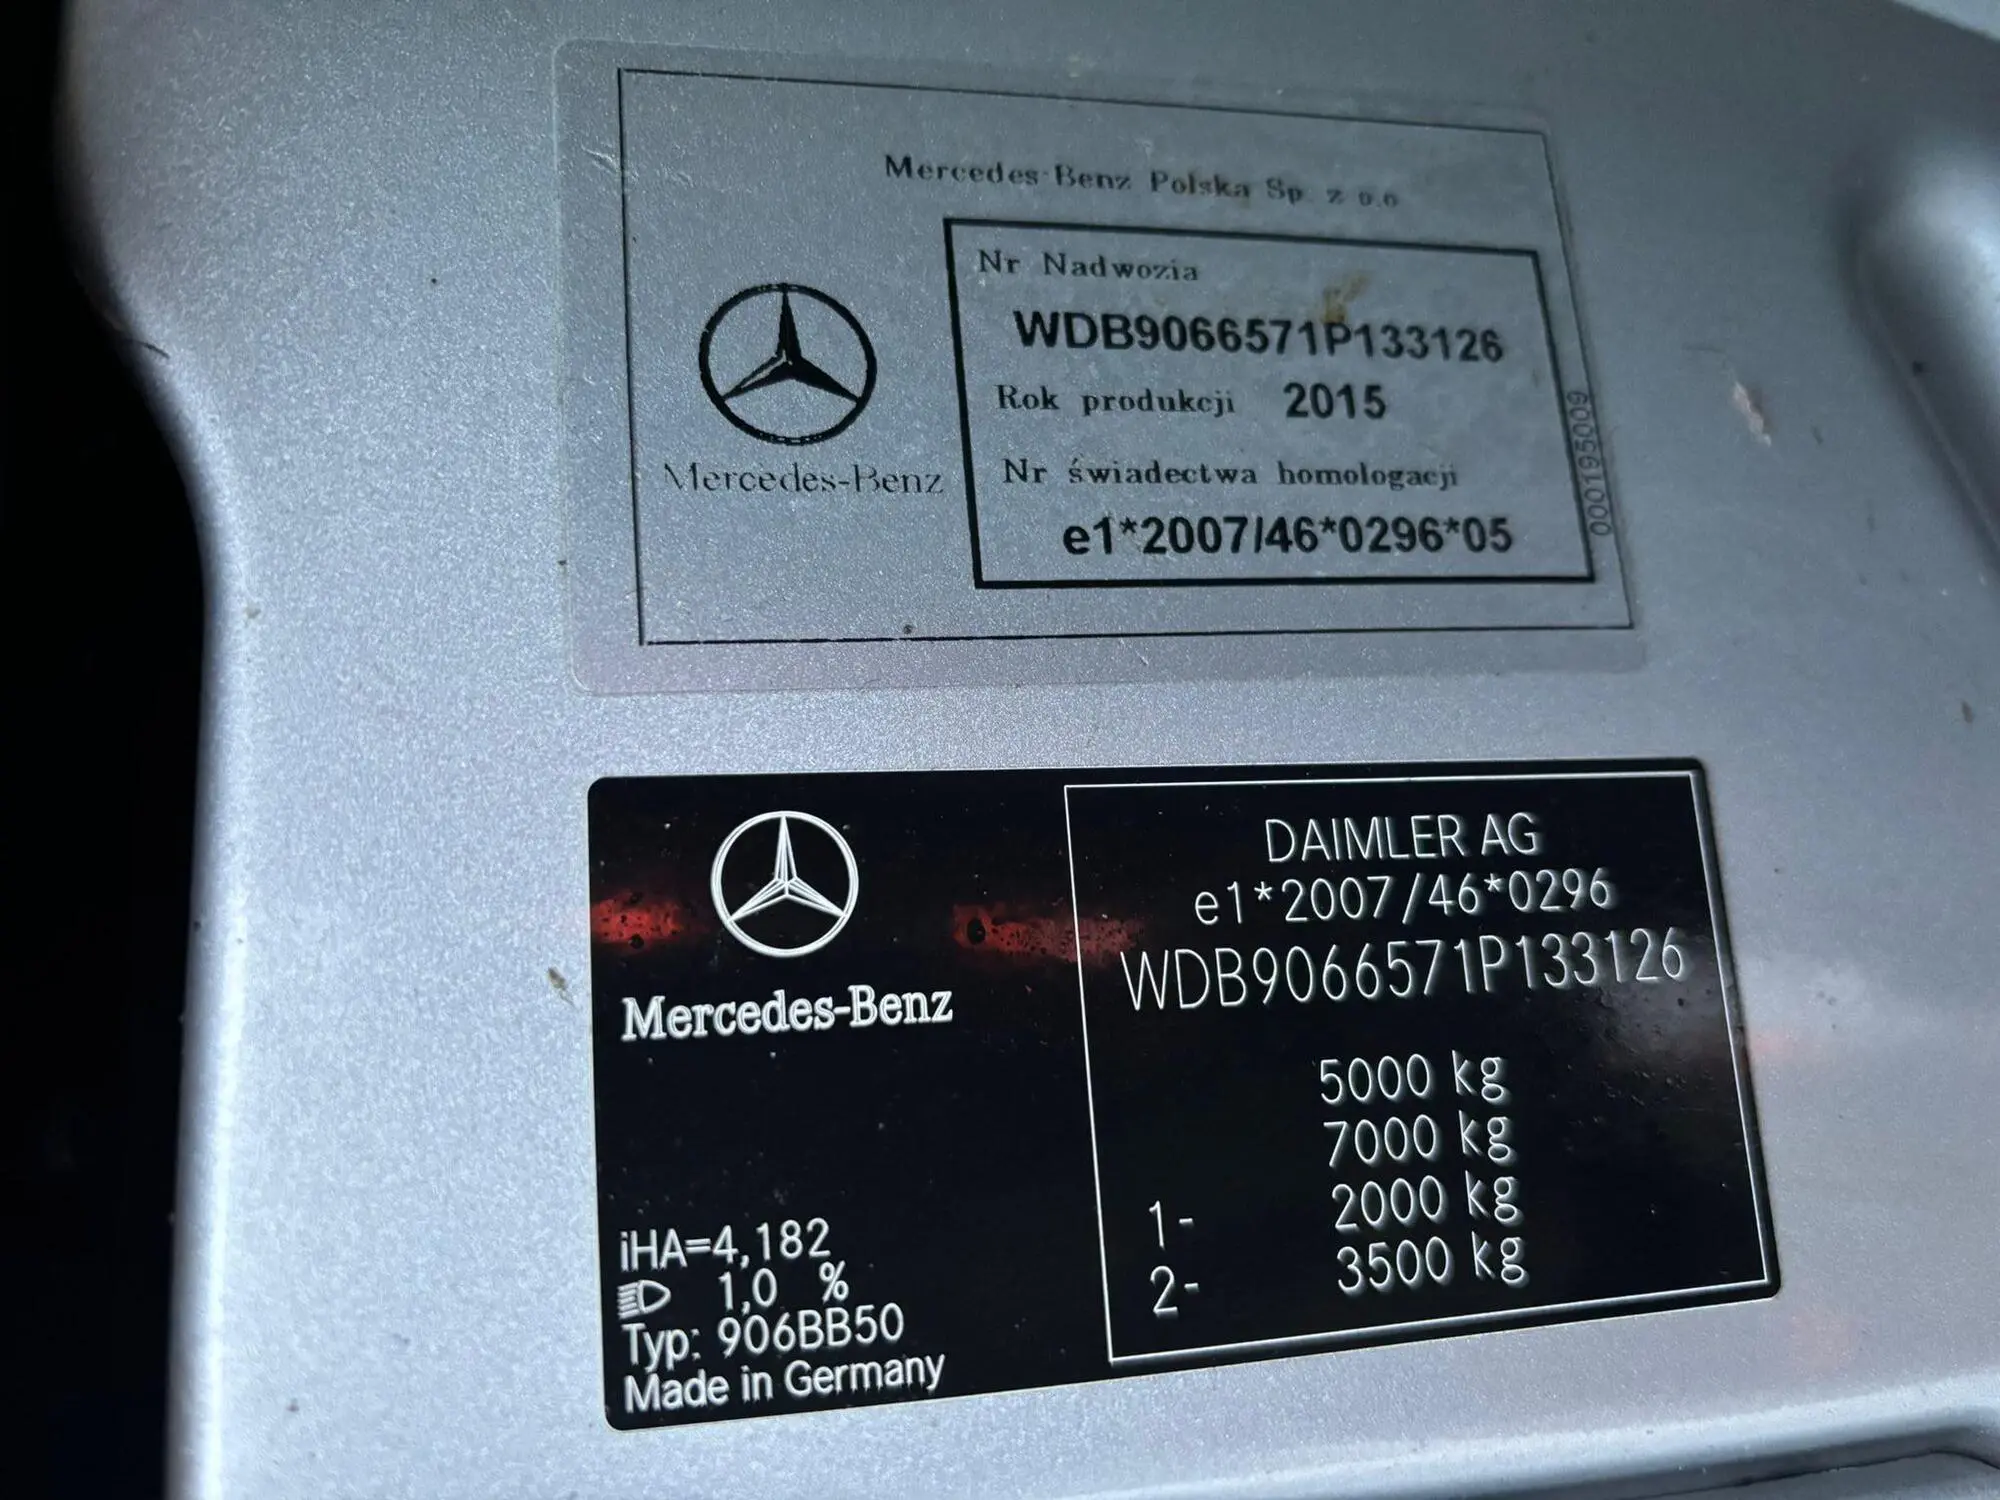 Mercedes-Benz Polska Sp. z o.o
Nr Nadwozia
WDB9066571P133126
Rok produkcji 2015
Nr świadectwa homologacji
e1*2007/46*0296*05
Mercedes-Benz
000195009
DAIMLER AG
e1*2007/46*0296
WDB9066571P133126
5000 kg
7000 kg
1- 2000 kg
2- 3500 kg
Mercedes-Benz
iHA=4,182
1,0 %
Typ: 906BB50
Made in Germany